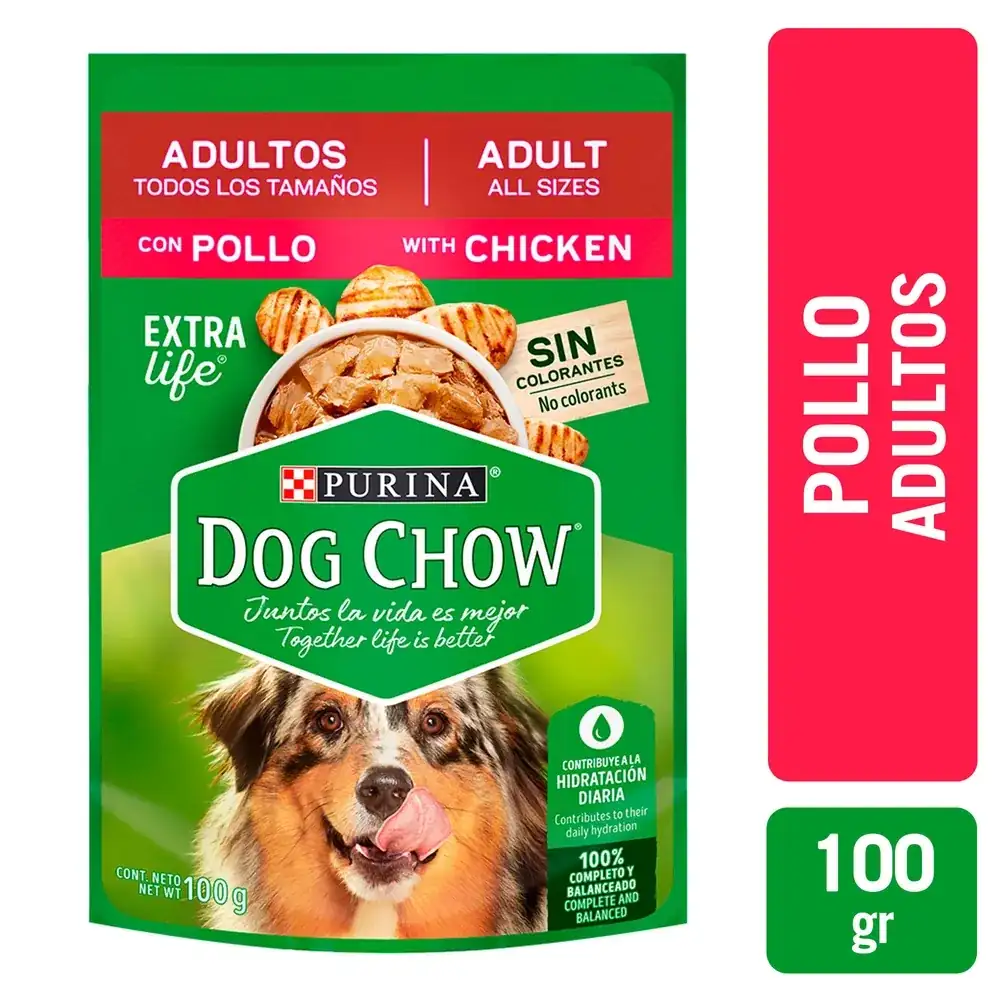 ADULTOS
TODOS LOS TAMAÑOS
ADULT
ALL SIZES
CON POLLO
WITH CHICKEN
EXTRA
life®
SIN
COLORANTES
No colorants
PURINA®
DOG CHOW®
Juntos la vida es mejor
Together life is better
CONTRIBUYE A LA
HIDRATACIÓN
DIARIA
Contributes to their
daily hydration
100%
COMPLETO Y
BALANCEADO
COMPLETE AND
BALANCED
CONT. NETO
NET WT 100 g
POLLO
ADULTOS
100
gr